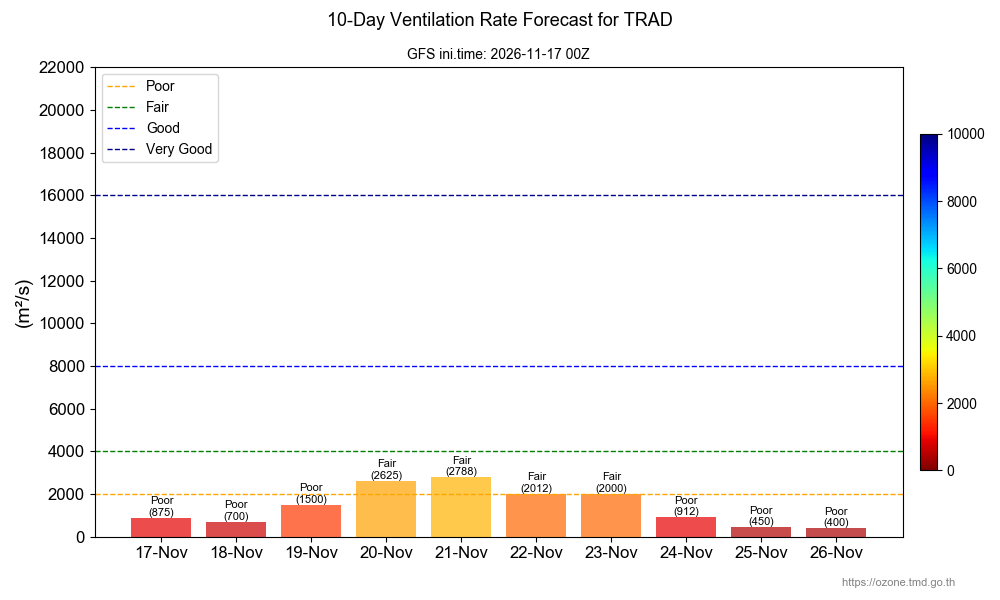 10-Day Ventilation Rate Forecast for TRAD
GFS ini.time: 2026-11-17 00Z
22000
20000
18000
16000
14000
12000
10000
8000
6000
4000
2000
0
(m²/s)
Poor
Fair
Good
Very Good
Poor
(875)
Poor
(700)
Poor
(1500)
Fair
(2625)
Fair
(2788)
Fair
(2012)
Fair
(2000)
Poor
(912)
Poor
(450)
Poor
(400)
17-Nov 18-Nov 19-Nov 20-Nov 21-Nov 22-Nov 23-Nov 24-Nov 25-Nov 26-Nov
10000
8000
6000
4000
2000
0
https://ozone.tmd.go.th